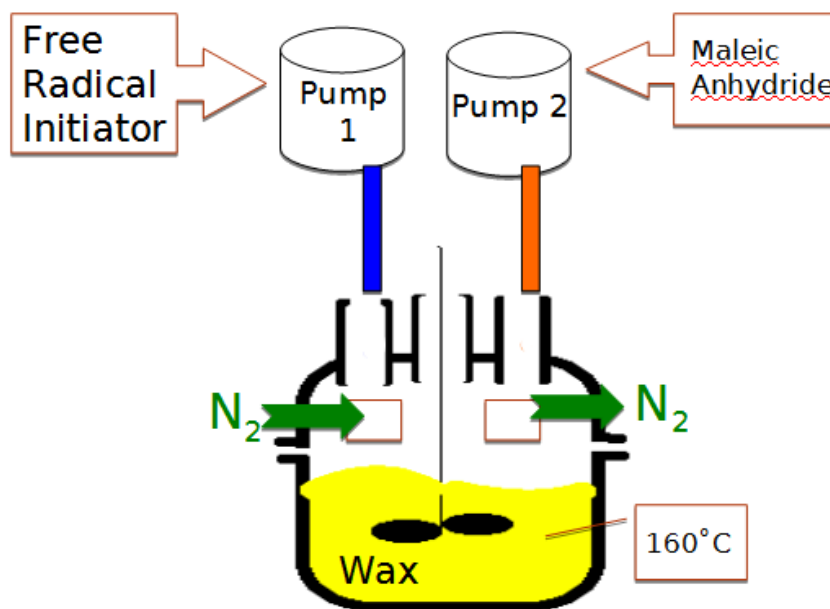 Free
Radical
Initiator
Pump
1
Pump 2
Maleic
Anhydride
N₂
N₂
160°C
Wax